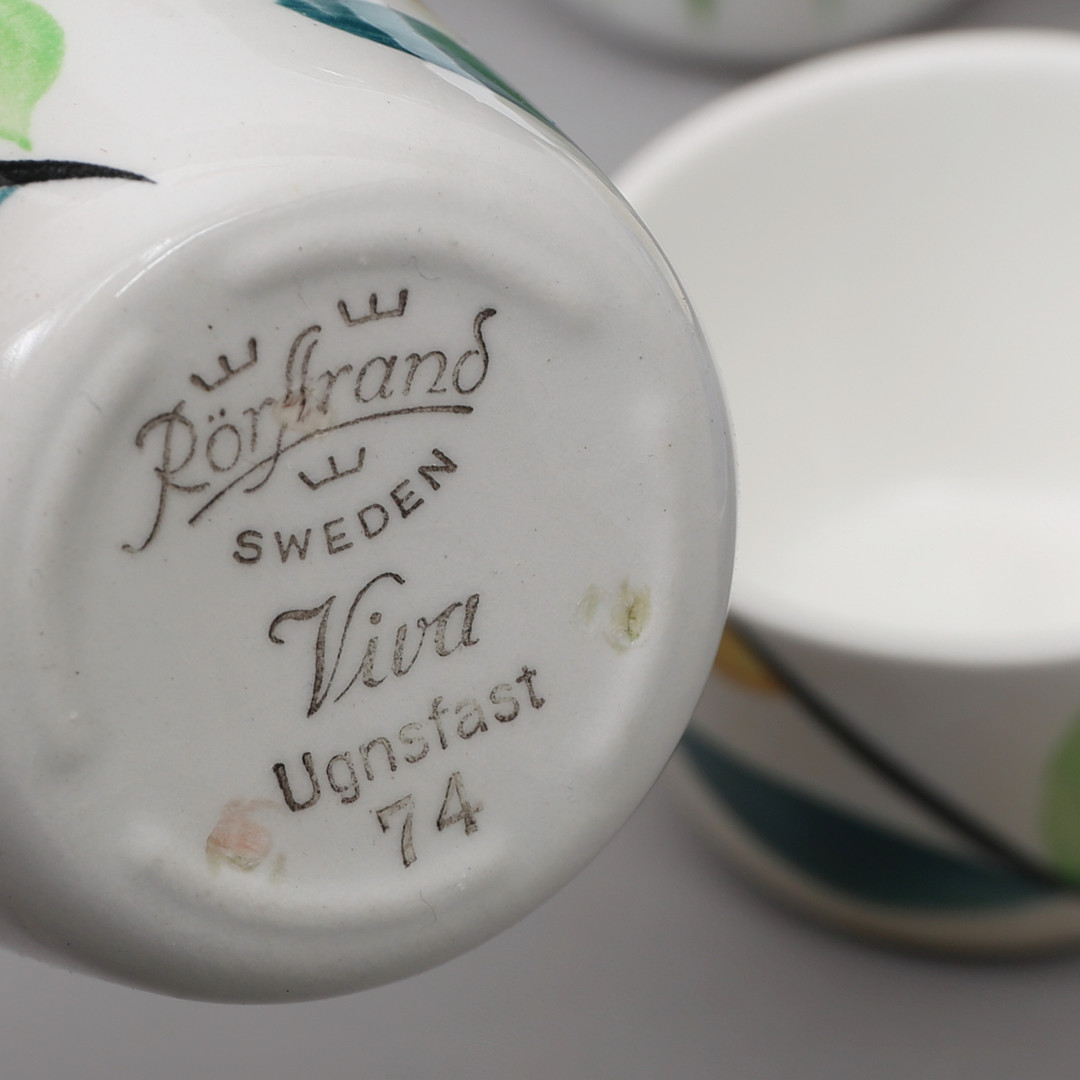 Rörstrand
SWEDEN
Viva
Ugnsfast
74